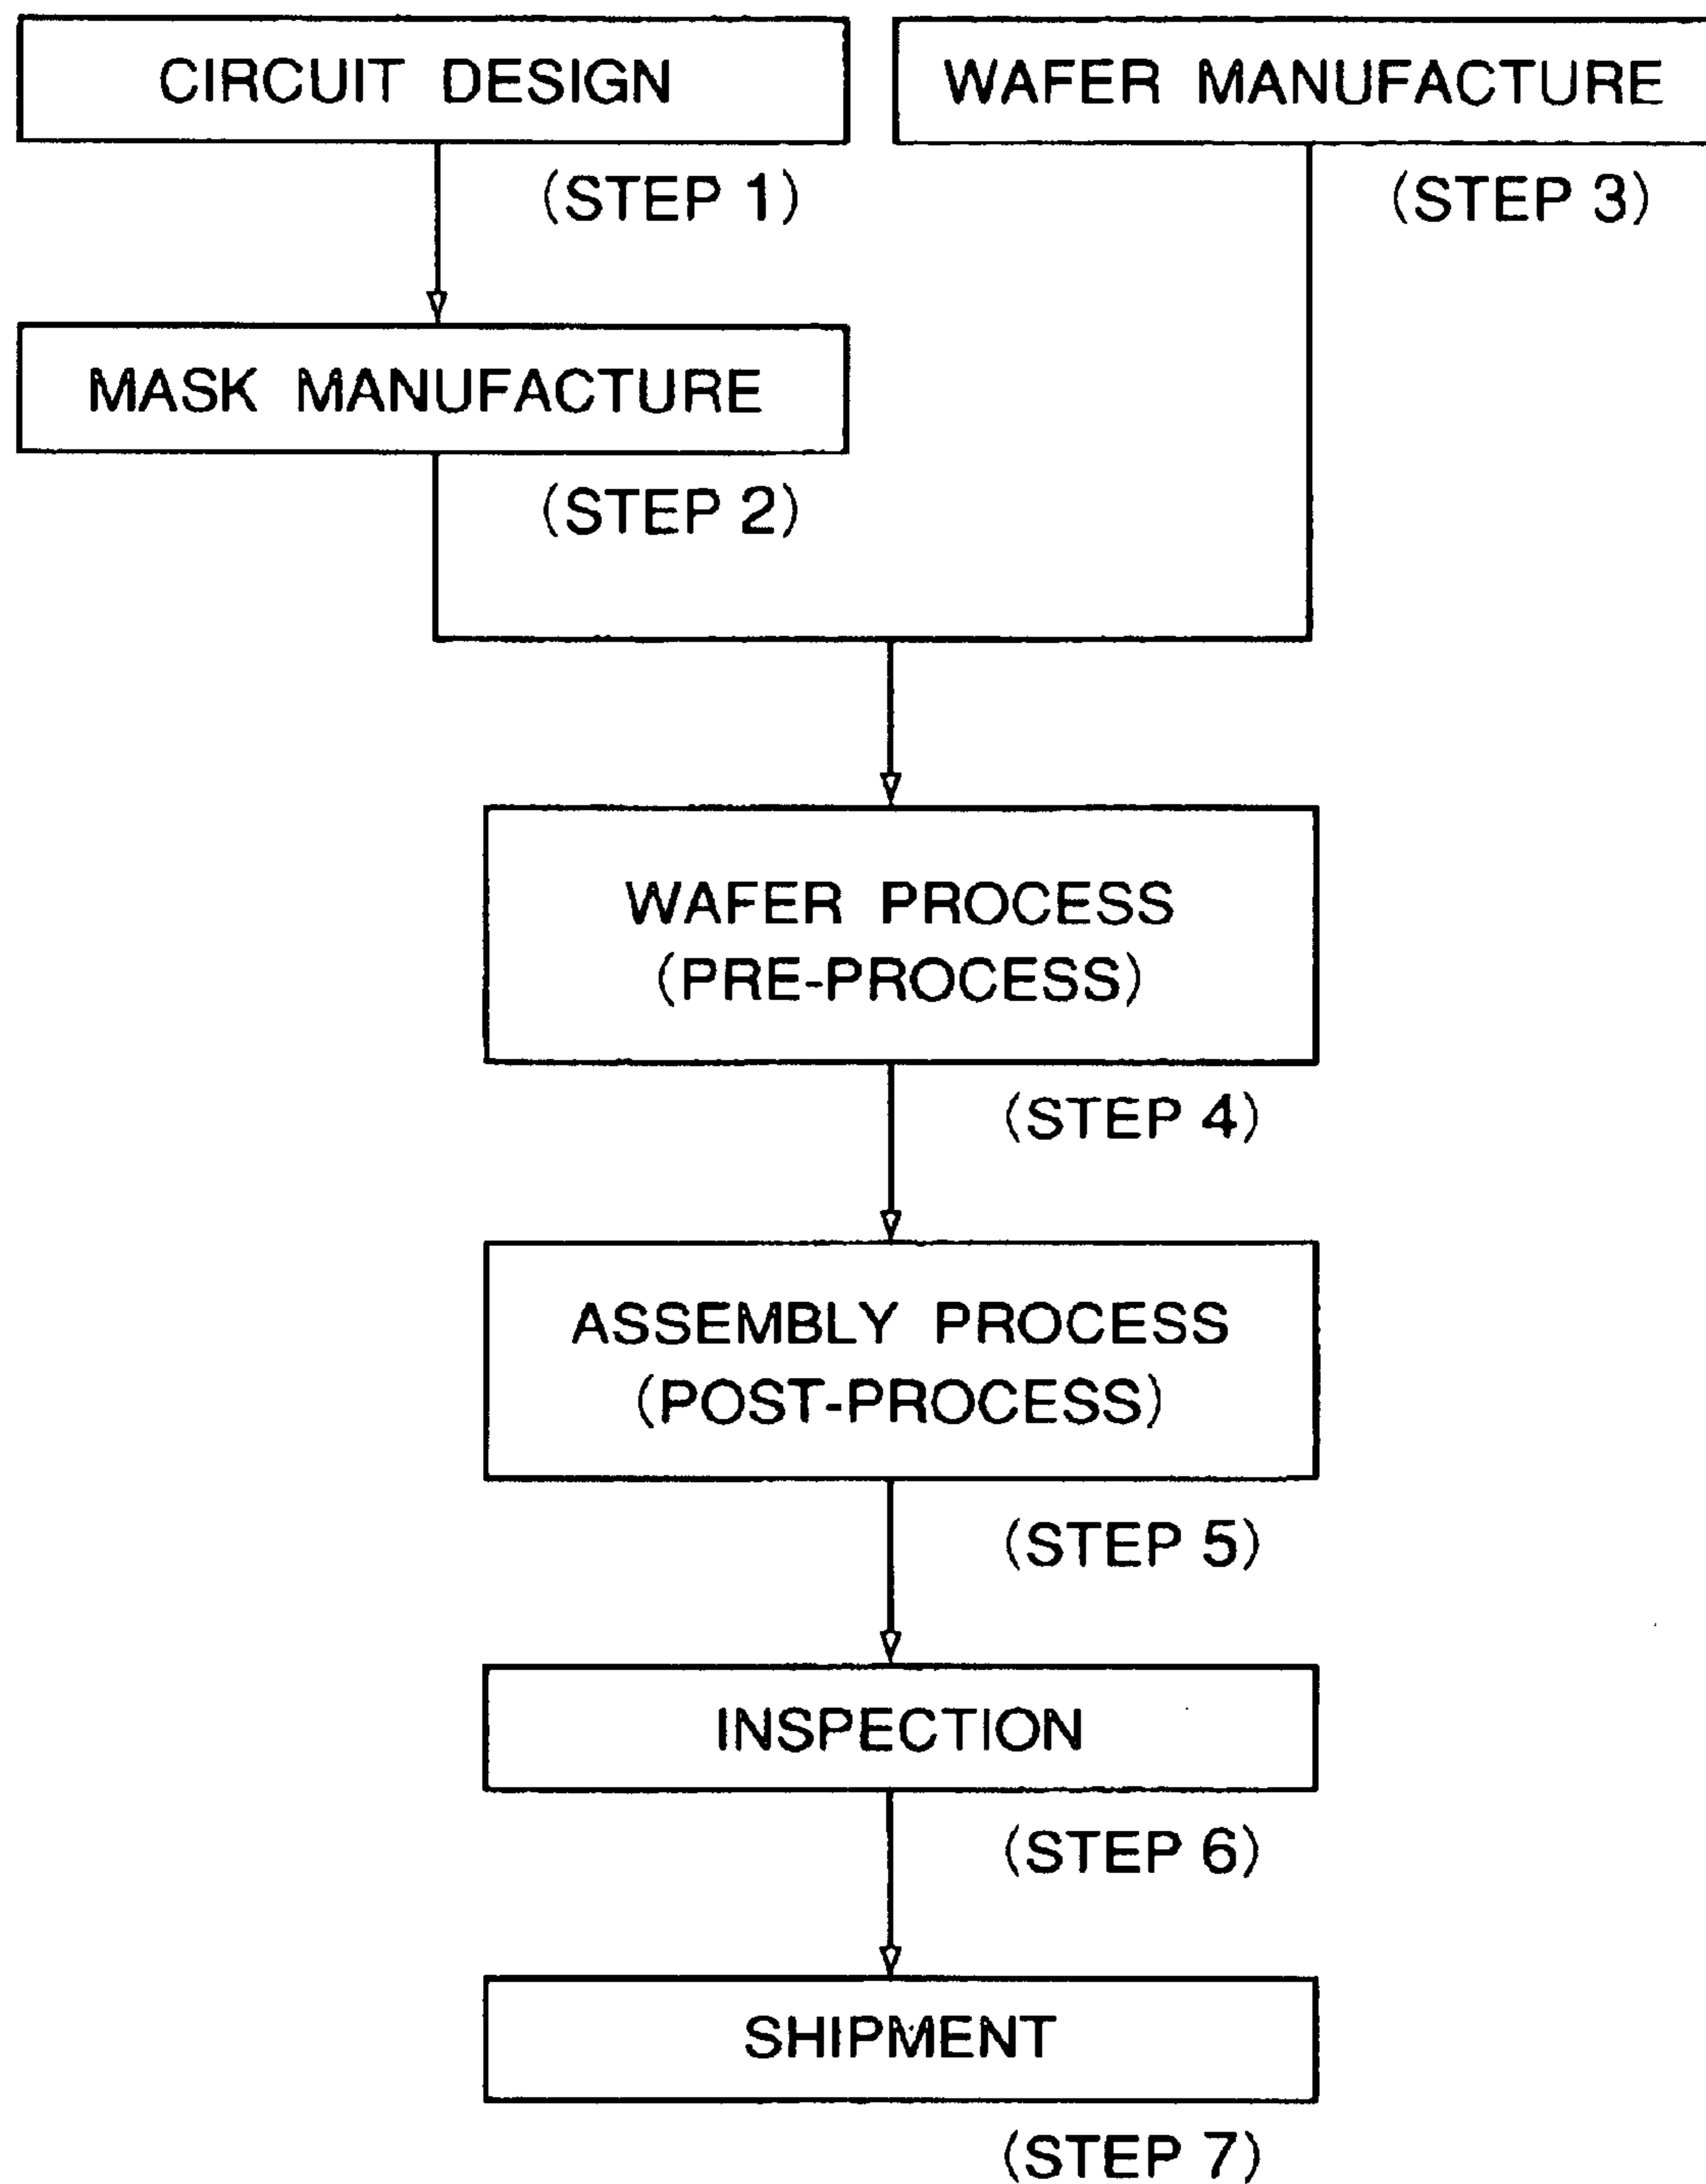 CIRCUIT DESIGN
(STEP 1)
WAFER MANUFACTURE
(STEP 3)
MASK MANUFACTURE
(STEP 2)
WAFER PROCESS
(PRE-PROCESS)
(STEP 4)
ASSEMBLY PROCESS
(POST-PROCESS)
(STEP 5)
INSPECTION
(STEP 6)
SHIPMENT
(STEP 7)